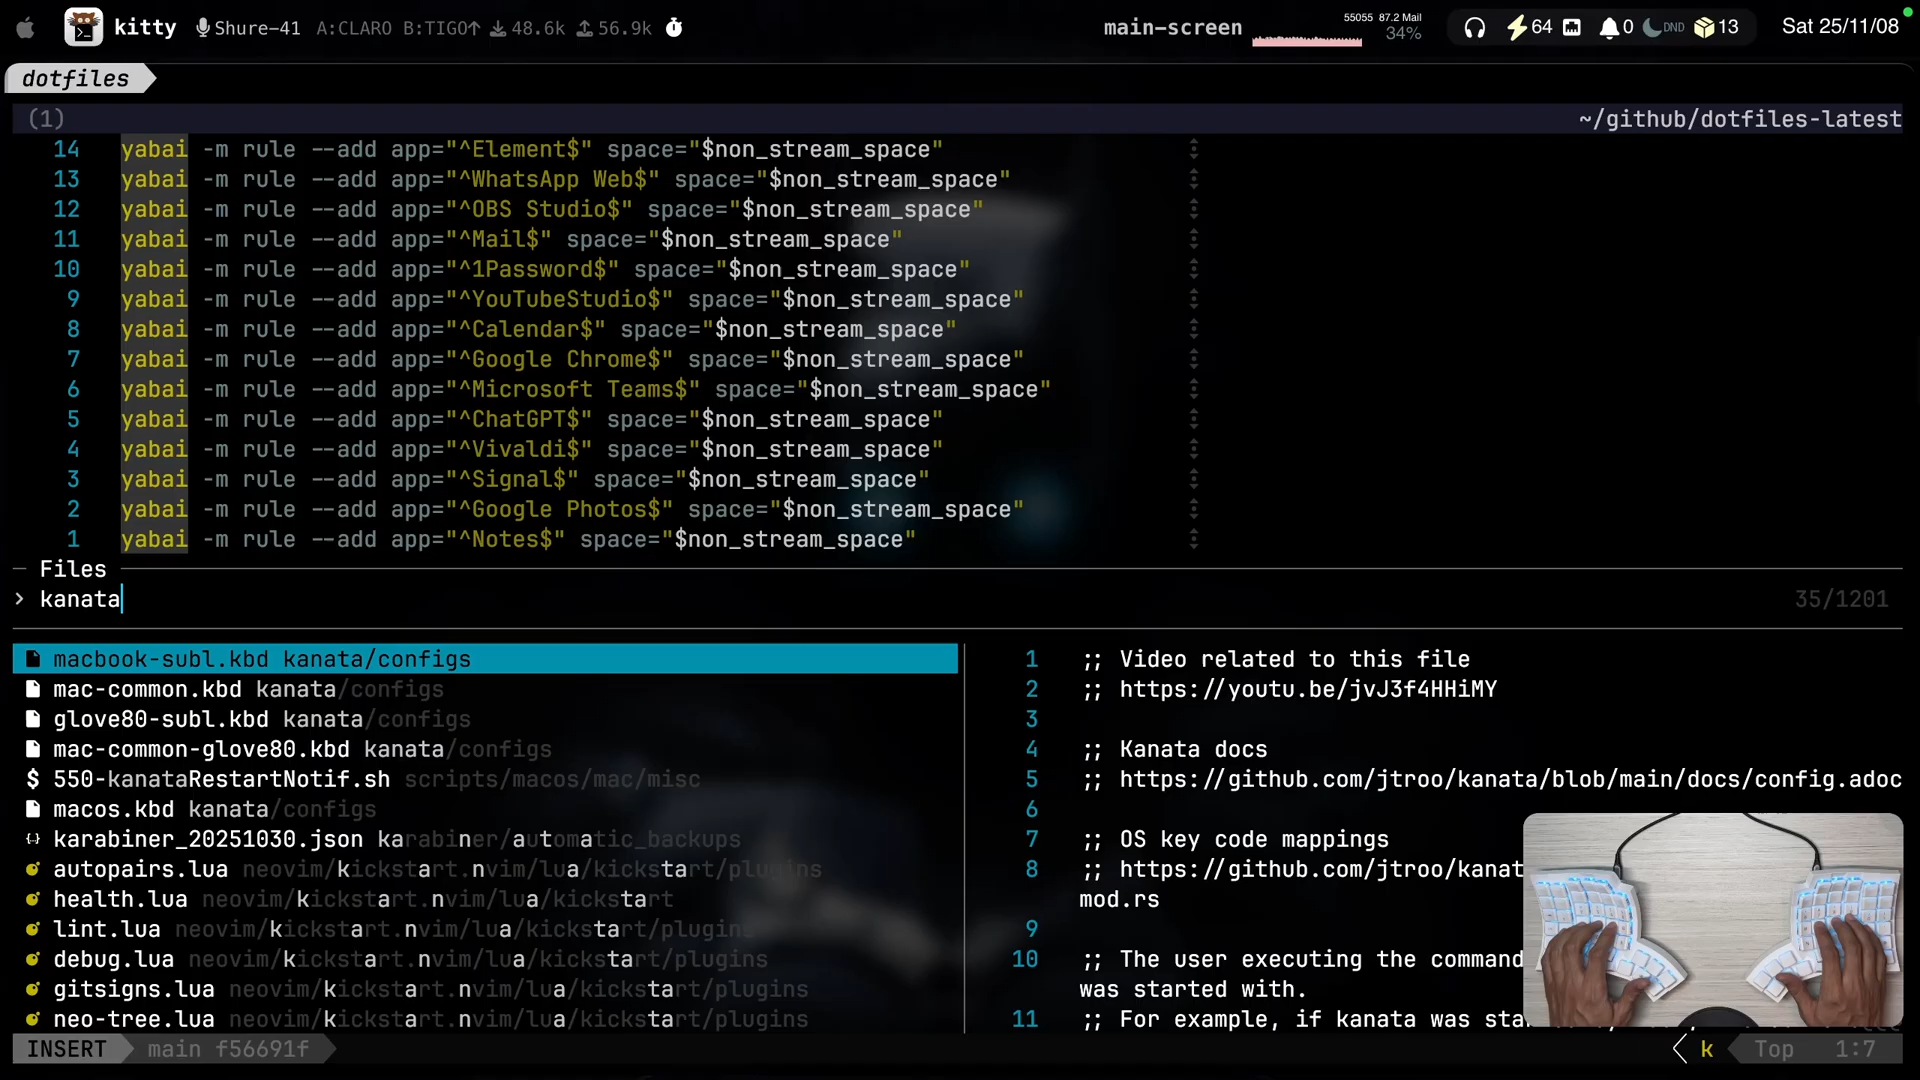 kitty Shure-41 A:CLARO B:TIGO↑ 48.6k 56.9k main-screen 55055 87.2 Mail 34% 64 0 DND 13 Sat 25/11/08
dotfiles
(1) ~/github/dotfiles-latest
14 yabai -m rule --add app="^Element$" space="$non_stream_space"
13 yabai -m rule --add app="^WhatsApp Web$" space="$non_stream_space"
12 yabai -m rule --add app="^OBS Studio$" space="$non_stream_space"
11 yabai -m rule --add app="^Mail$" space="$non_stream_space"
10 yabai -m rule --add app="^1Password$" space="$non_stream_space"
9 yabai -m rule --add app="^YouTubeStudio$" space="$non_stream_space"
8 yabai -m rule --add app="^Calendar$" space="$non_stream_space"
7 yabai -m rule --add app="^Google Chrome$" space="$non_stream_space"
6 yabai -m rule --add app="^Microsoft Teams$" space="$non_stream_space"
5 yabai -m rule --add app="^ChatGPT$" space="$non_stream_space"
4 yabai -m rule --add app="^Vivaldi$" space="$non_stream_space"
3 yabai -m rule --add app="^Signal$" space="$non_stream_space"
2 yabai -m rule --add app="^Google Photos$" space="$non_stream_space"
1 yabai -m rule --add app="^Notes$" space="$non_stream_space"
Files
> kanata 35/1201
macbook-subl.kbd kanata/configs
mac-common.kbd kanata/configs
glove80-subl.kbd kanata/configs
mac-common-glove80.kbd kanata/configs
$ 550-kanataRestartNotif.sh scripts/macos/mac/misc
macos.kbd kanata/configs
karabiner_20251030.json karabiner/automatic_backups
autopairs.lua neovim/kickstart.nvim/lua/kickstart/plugins
health.lua neovim/kickstart.nvim/lua/kickstart
lint.lua neovim/kickstart.nvim/lua/kickstart/plugins
debug.lua neovim/kickstart.nvim/lua/kickstart/plugins
gitsigns.lua neovim/kickstart.nvim/lua/kickstart/plugins
neo-tree.lua neovim/kickstart.nvim/lua/kickstart/plugins
1 ;; Video related to this file
2 ;; https://youtu.be/jvJ3f4HHiMY
3
4 ;; Kanata docs
5 ;; https://github.com/jtroo/kanata/blob/main/docs/config.adoc
6
7 ;; OS key code mappings
8 ;; https://github.com/jtroo/kanat
mod.rs
9
10 ;; The user executing the command
was started with.
11 ;; For example, if kanata was sta
INSERT main f56691f k Top 1:7